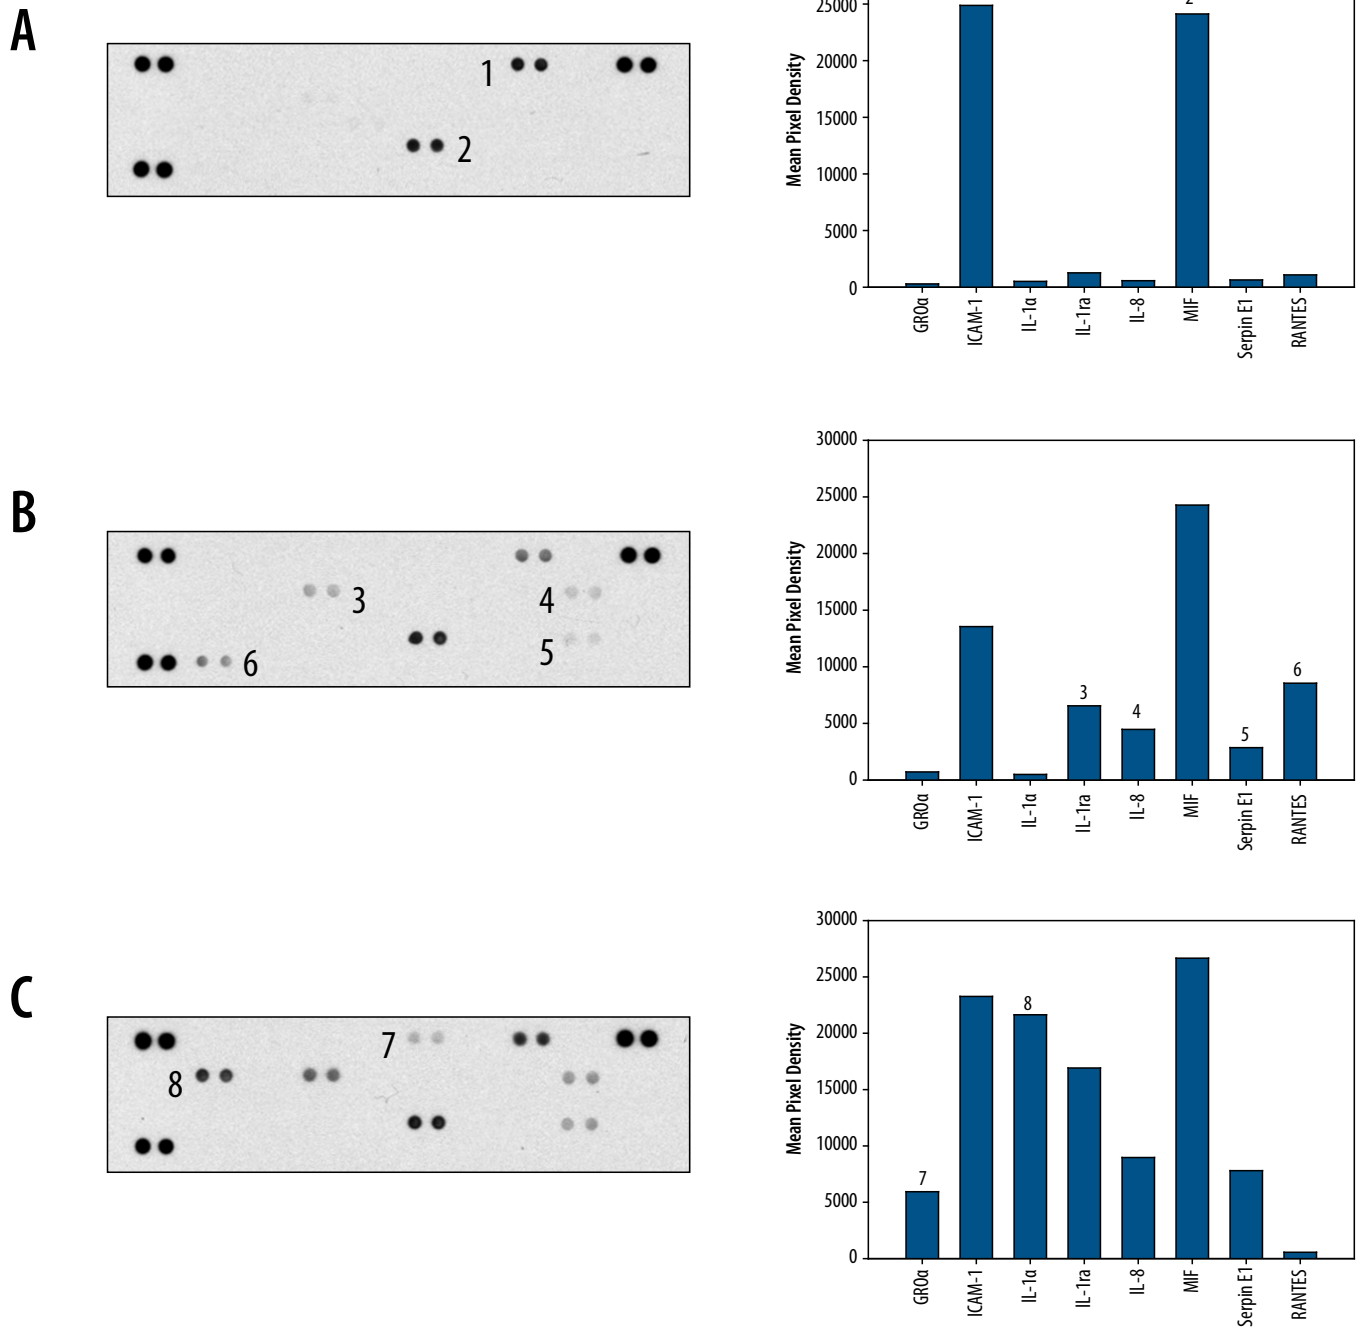 A
1
2
Mean Pixel Density
25000
20000
15000
10000
5000
0
2
GROα
ICAM-1
IL-1α
IL-1ra
IL-8
MIF
Serpin E1
RANTES
B
3
4
5
6
Mean Pixel Density
30000
25000
20000
15000
10000
5000
0
3
4
5
6
GROα
ICAM-1
IL-1α
IL-1ra
IL-8
MIF
Serpin E1
RANTES
C
7
8
Mean Pixel Density
30000
25000
20000
15000
10000
5000
0
7
8
GROα
ICAM-1
IL-1α
IL-1ra
IL-8
MIF
Serpin E1
RANTES